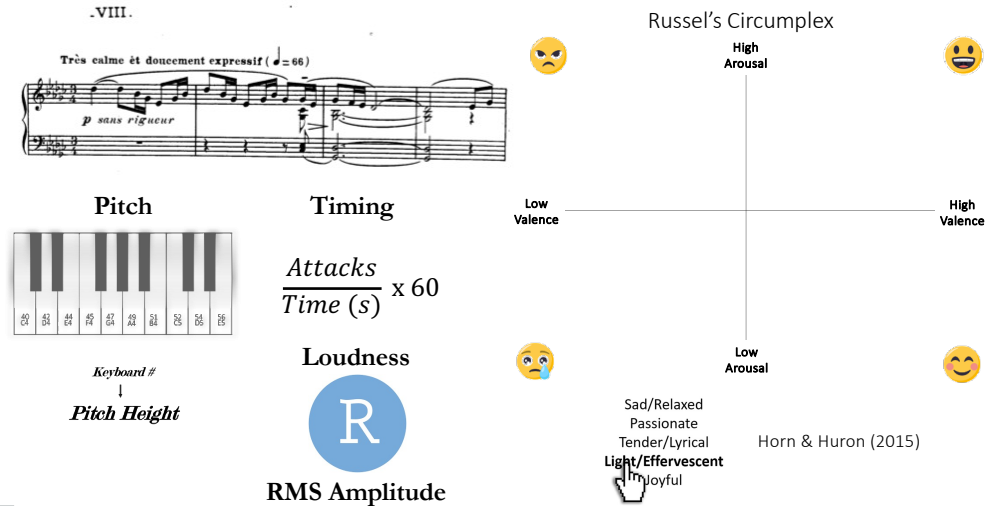 .VIII.
Très calme èt doucement expressif (♩=66)
p sans rigueur
Pitch
Timing
40 42 44 45 47 49 51 52 54 56
C4 D4 E4 F4 G4 A4 B4 C5 D5 E5
Attacks
Time (s)
x 60
Keyboard #
↓
Pitch Height
Loudness
R
RMS Amplitude
Russel’s Circumplex
High
Arousal
Low
Valence
High
Valence
Low
Arousal
Sad/Relaxed
Passionate
Tender/Lyrical
Light/Effervescent
Joyful
Horn & Huron (2015)